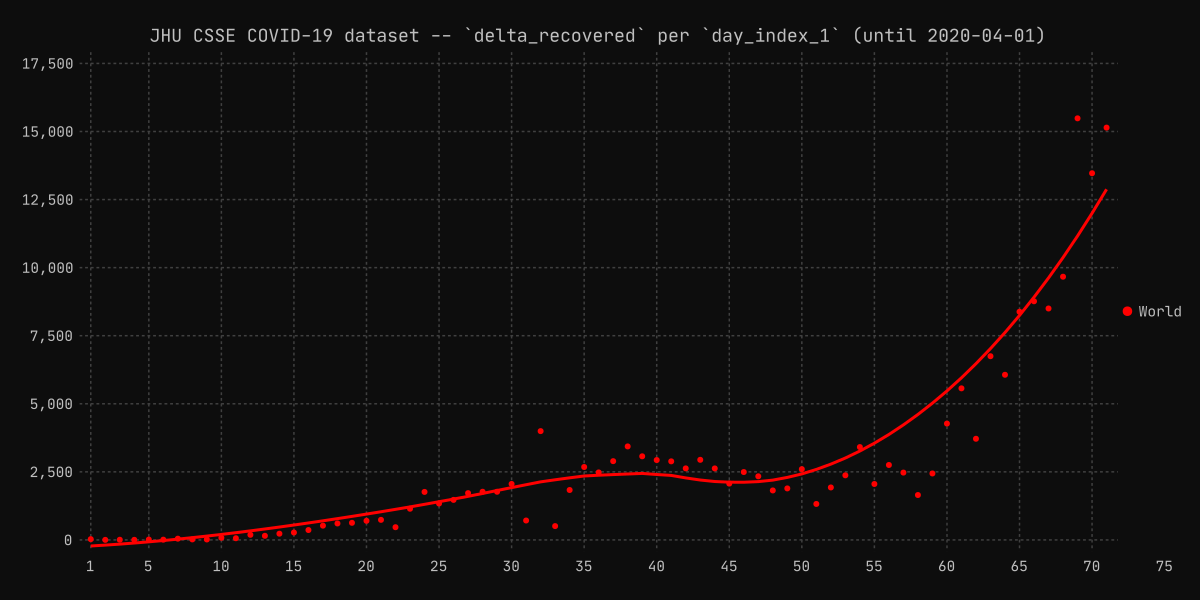 JHU CSSE COVID-19 dataset -- `delta_recovered` per `day_index_1` (until 2020-04-01)
17,500
15,000
12,500
10,000
7,500
5,000
2,500
0
World
1 5 10 15 20 25 30 35 40 45 50 55 60 65 70 75